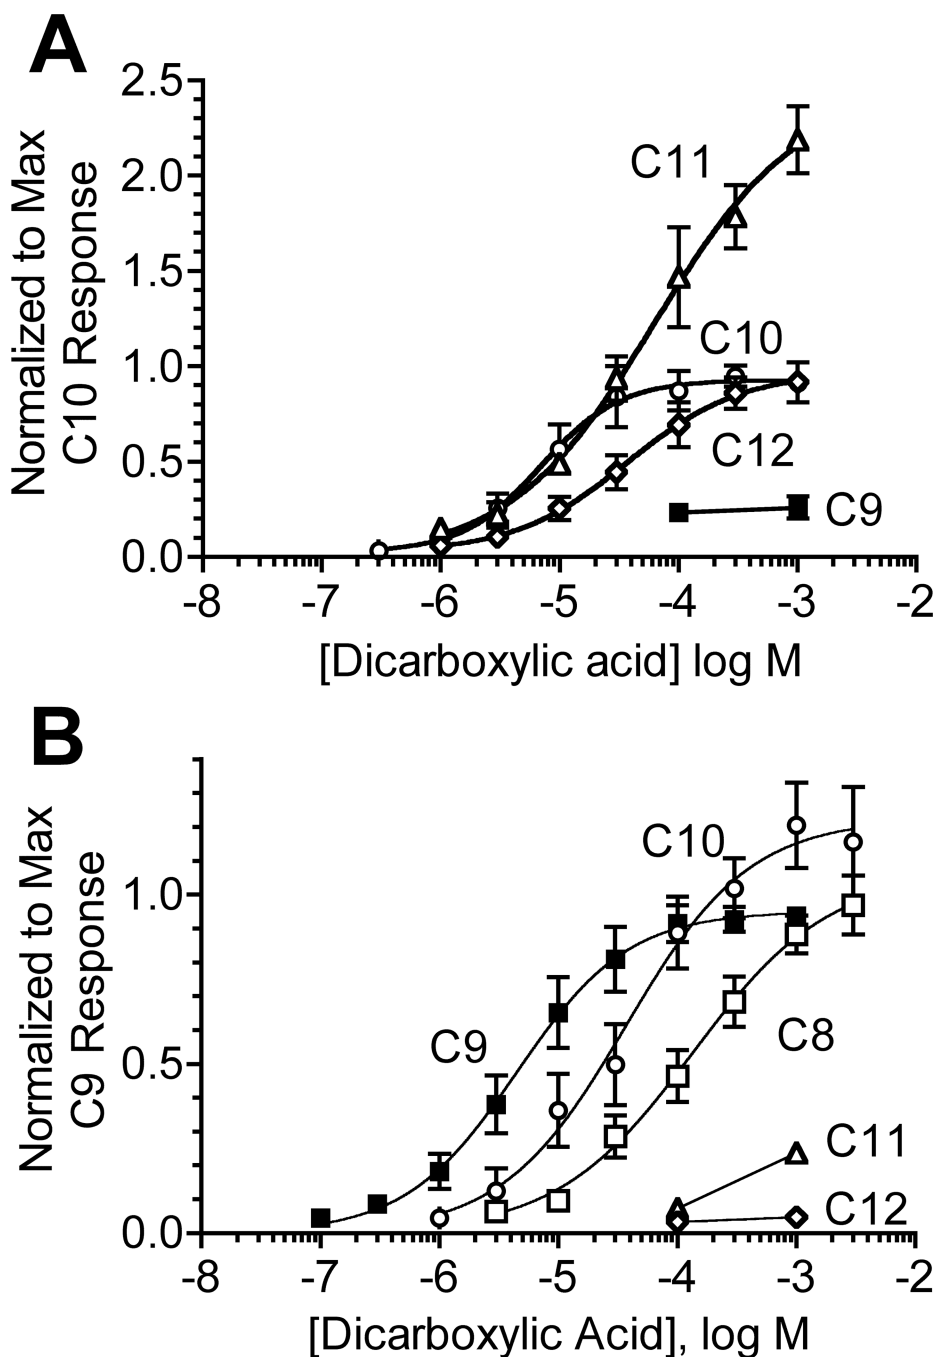 A
Normalized to Max
C10 Response
2.5
2.0
1.5
1.0
0.5
0.0
C11
C10
C12
C9
-8 -7 -6 -5 -4 -3 -2
[Dicarboxylic acid] log M
B
Normalized to Max
C9 Response
1.0
0.5
0.0
C10
C9
C8
C11
C12
-8 -7 -6 -5 -4 -3 -2
[Dicarboxylic Acid], log M